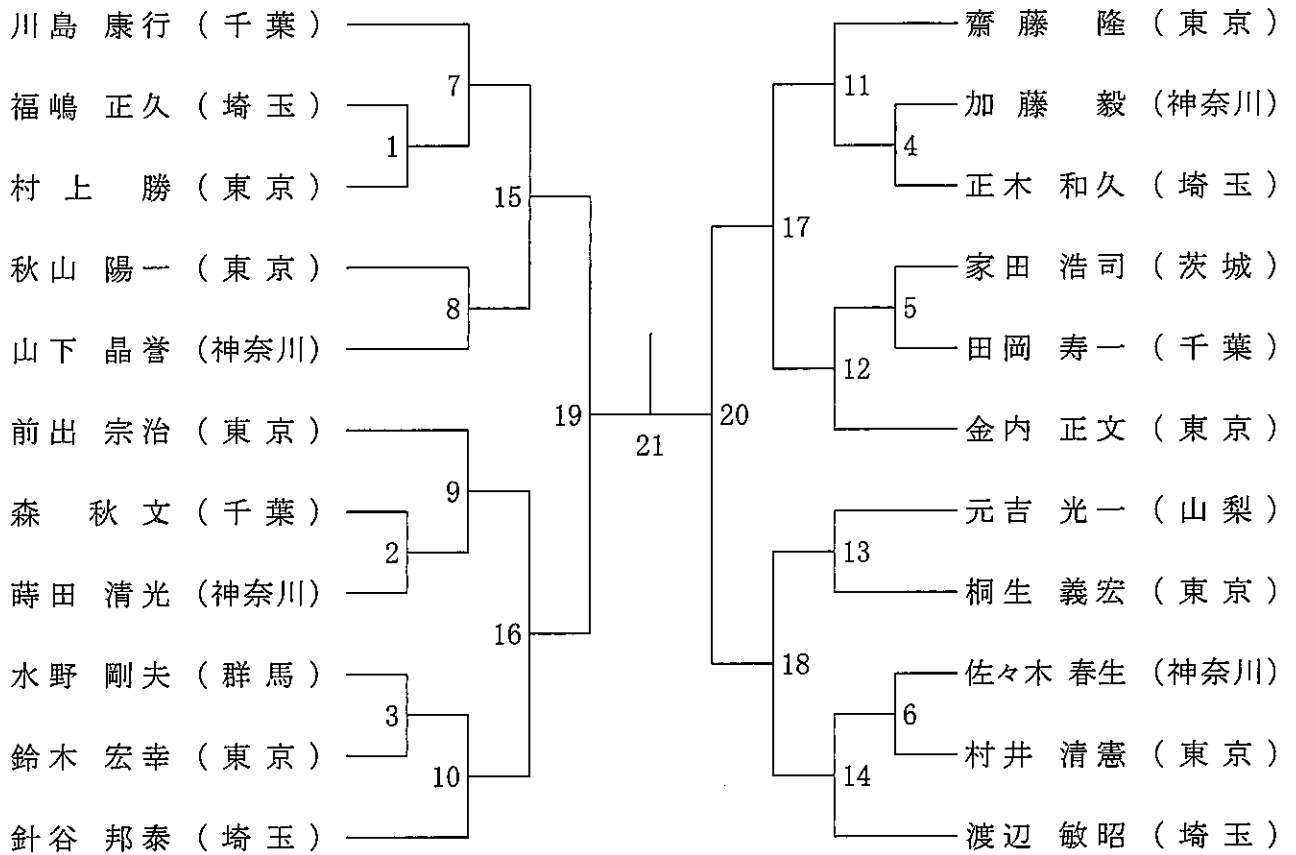 川島 康行 (千葉)
福嶋 正久 (埼玉)
村上 勝 (東京)
秋山 陽一 (東京)
山下 晶誉 (神奈川)
前出 宗治 (東京)
森 秋文 (千葉)
蒔田 清光 (神奈川)
水野 剛夫 (群馬)
鈴木 宏幸 (東京)
針谷 邦泰 (埼玉)
7
1
15
8
19
9
2
16
3
10
21
20
11
4
17
5
12
13
18
6
14
齋藤 隆 (東京)
加藤 毅 (神奈川)
正木 和久 (埼玉)
家田 浩司 (茨城)
田岡 寿一 (千葉)
金内 正文 (東京)
元吉 光一 (山梨)
桐生 義宏 (東京)
佐々木 春生 (神奈川)
村井 清憲 (東京)
渡辺 敏昭 (埼玉)